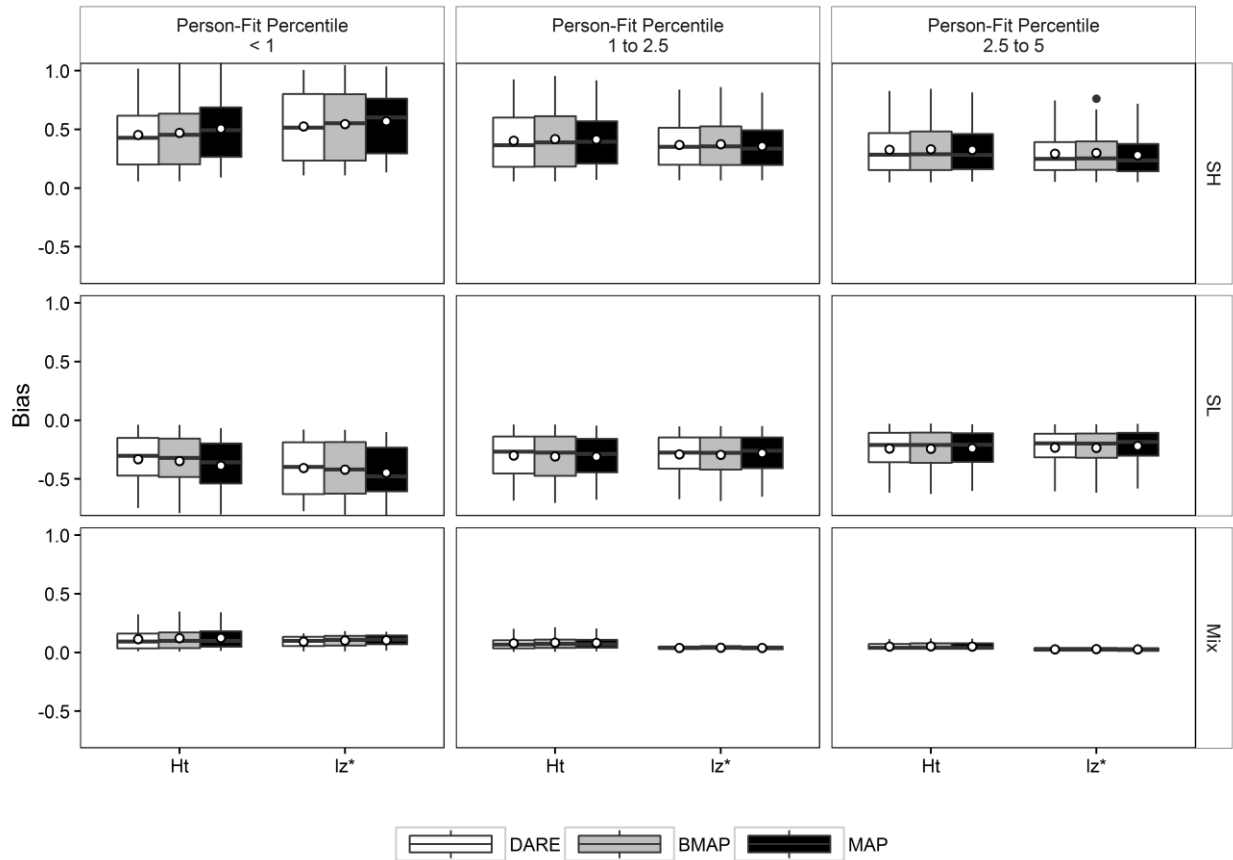 Person-Fit Percentile
< 1
Person-Fit Percentile
1 to 2.5
Person-Fit Percentile
2.5 to 5
1.0
0.5
0.0
-0.5
SH
1.0
0.5
0.0
-0.5
SL
Bias
1.0
0.5
0.0
-0.5
Mix
Ht lz* Ht lz* Ht lz*
DARE BMAP MAP